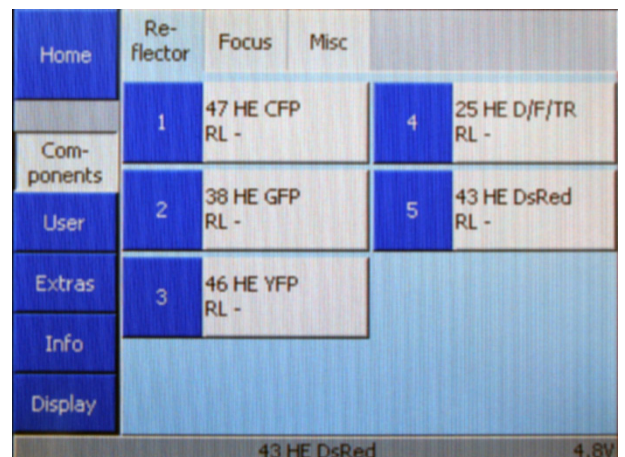 Home
Re-
flector
Focus
Misc
Com-
ponents
User
Extras
Info
Display
1
47 HE CFP
RL -
2
38 HE GFP
RL -
3
46 HE YFP
RL -
4
25 HE D/F/TR
RL -
5
43 HE DsRed
RL -
43 HE DsRed
4.8V